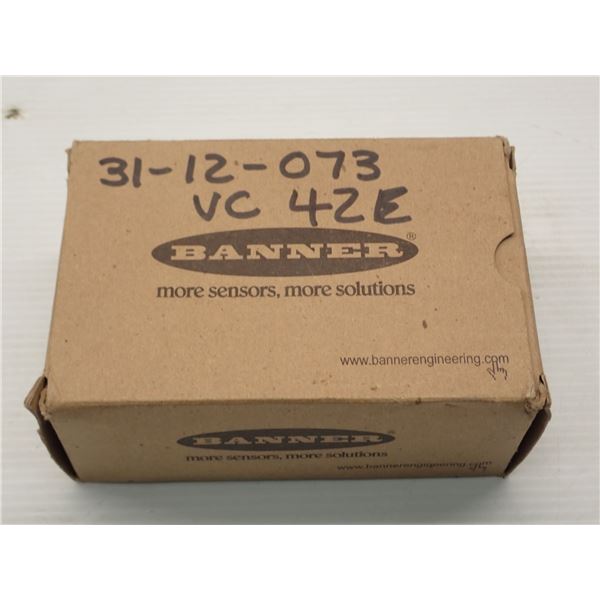 31-12-073
VC 42E
BANNER®
more sensors, more solutions
www.bannerengineering.com
BANNER
more sensors, more solutions
www.bannerengineering.com